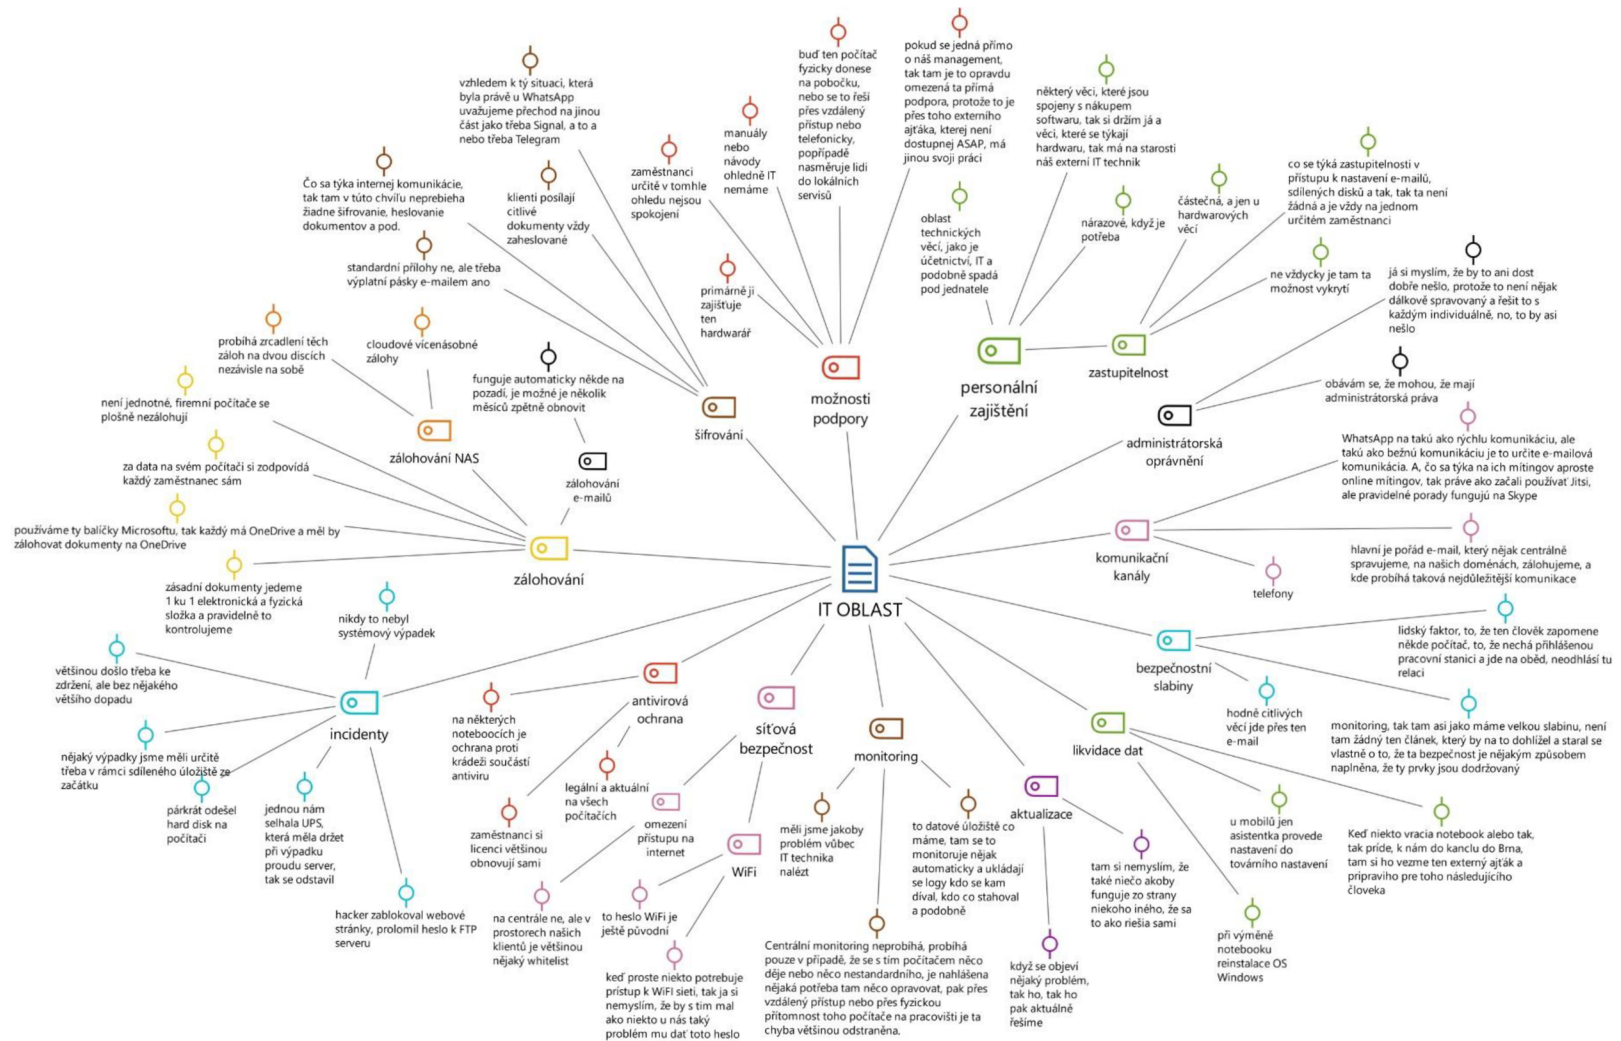 vzhledem k tý situaci, která
byla právě u WhatsApp
uvažujeme přechod na jinou
část jako třeba Signal, a to a
nebo třeba Telegram
Čo sa týka internej komunikácie,
tak tam v túto chvíľu neprebieha
žiadne šifrovanie, heslovanie
dokumentov a pod.
klienti posílají
citlivé
dokumenty vždy
zaheslované
standardní přílohy ne, ale třeba
výplatní pásky e-mailem ano
šifrování
zaměstnanci
určitě v tomhle
ohledu nejsou
spokojení
manuály
nebo
návody
ohledně IT
nemáme
buď ten počítač
fyzicky donese
na pobočku,
nebo se to řeší
přes vzdálený
přístup nebo
telefonicky,
popřípadě
nasměruje lidi
do lokálních
servisů
pokud se jedná přímo
o náš management,
tak tam je to opravdu
omezená ta přímá
podpora, protože to je
přes toho externího
ajťáka, kterej není
dostupnej ASAP, má
jinou svoji práci
primárně ji
zajišťuje
ten
hardwarář
možnosti
podpory
některý věci, které jsou
spojeny s nákupem
softwaru, tak si držím já a
věci, které se týkají
hardwaru, tak má na starosti
náš externí IT technik
oblast
technických
věcí, jako je
účetnictví, IT a
podobně spadá
pod jednatele
nárazové, když je
potřeba
personální
zajištění
částečná, a jen u
hardwarových
věcí
co se týká zastupitelnosti v
přístupu k nastavení e-mailů,
sdílených disků a tak, tak ta není
žádná a je vždy na jednom
určitém zaměstnanci
ne vždycky je tam ta
možnost vykrytí
zastupitelnost
já si myslím, že by to ani dost
dobře nešlo, protože to není nějak
dálkově spravovaný a řešit to s
každým individuálně, no, to by asi
nešlo
obávám se, že mohou, že mají
administrátorská práva
administrátorská
oprávnění
probíhá zrcadlení těch
záloh na dvou discích
nezávisle na sobě
cloudové vícenásobné
zálohy
zálohování NAS
funguje automaticky někde na
pozadí, je možné je několik
měsíců zpětně obnovit
zálohování
e-mailů
není jednotné, firemní počítače se
plošně nezálohují
za data na svém počítači si zodpovídá
každý zaměstnanec sám
používáme ty balíčky Microsoftu, tak každý má OneDrive a měl by
zálohovat dokumenty na OneDrive
zásadní dokumenty jedeme
1 ku 1 elektronická a fyzická
složka a pravidelně to
kontrolujeme
zálohování
IT OBLAST
WhatsApp na takú ako rýchlu komunikáciu, ale
takú ako bežnú komunikáciu je to určite e-mailová
komunikácia. A, čo sa týka na ich mítingov aproste
online mítingov, tak práve ako začali používať Jitsi,
ale pravidelné porady fungujú na Skype
hlavní je pořád e-mail, který nějak centrálně
spravujeme, na našich doménách, zálohujeme, a
kde probíhá taková nejdůležitější komunikace
telefony
komunikační
kanály
lidský faktor, to, že ten člověk zapomene
někde počítač, to, že nechá přihlášenou
pracovní stanici a jde na oběd, neodhlásí tu
relaci
hodně citlivých
věcí jde přes ten
e-mail
monitoring, tak tam asi jako máme velkou slabinu, není
tam žádný ten článek, který by na to dohlížel a staral se
vlastně o to, že ta bezpečnost je nějakým způsobem
naplněna, že ty prvky jsou dodržovaný
bezpečnostní
slabiny
nikdy to nebyl
systémový výpadek
většinou došlo třeba ke
zdržení, ale bez nějakého
většího dopadu
nějaký výpadky jsme měli určitě
třeba v rámci sdíleného úložiště ze
začátku
párkrát odešel
hard disk na
počítači
jednou nám
selhala UPS,
která měla držet
při výpadku
proudu server,
tak se odstavil
hacker zablokoval webové
stránky, prolomil heslo k FTP
serveru
incidenty
antivirová
ochrana
na některých
noteboocích je
ochrana proti
krádeži součástí
antiviru
legální a aktuální
na všech
počítačích
zaměstnanci si
licenci většinou
obnovují sami
síťová
bezpečnost
omezení
přístupu na
internet
na centrále ne, ale v
prostorech našich
klientů je většinou
nějaký whitelist
WiFi
to heslo WiFi je
ještě původní
keď proste niekto potrebuje
prístup k WiFI sieti, tak ja si
nemyslím, že by s tim mal
ako niekto u nás taký
problém mu dať toto heslo
monitoring
měli jsme jakoby
problém vůbec
IT technika
nalézt
to datové úložiště co
máme, tam se to
monitoruje nějak
automaticky a ukládají
se logy kdo se kam
díval, kdo co stahoval
a podobně
Centrální monitoring neprobíhá, probíhá
pouze v případě, že se s tím počítačem něco
děje nebo něco nestandardního, je nahlášena
nějaká potřeba tam něco opravovat, pak přes
vzdálený přístup nebo přes fyzickou
přítomnost toho počítače na pracovišti je ta
chyba většinou odstraněna.
aktualizace
tam si nemyslím, že
také niečo akoby
funguje zo strany
niekoho iného, že sa
to ako riešia sami
když se objeví
nějaký problém,
tak ho, tak ho
pak aktuálně
řešíme
likvidace dat
u mobilů jen
asistentka provede
nastavení do
továrního nastavení
Keď niekto vracia notebook alebo tak,
tak príde, k nám do kanclu do Brna,
tam si ho vezme ten externý ajťák a
pripraviho pre toho následujícího
človeka
při výměně
notebooku
reinstalace OS
Windows